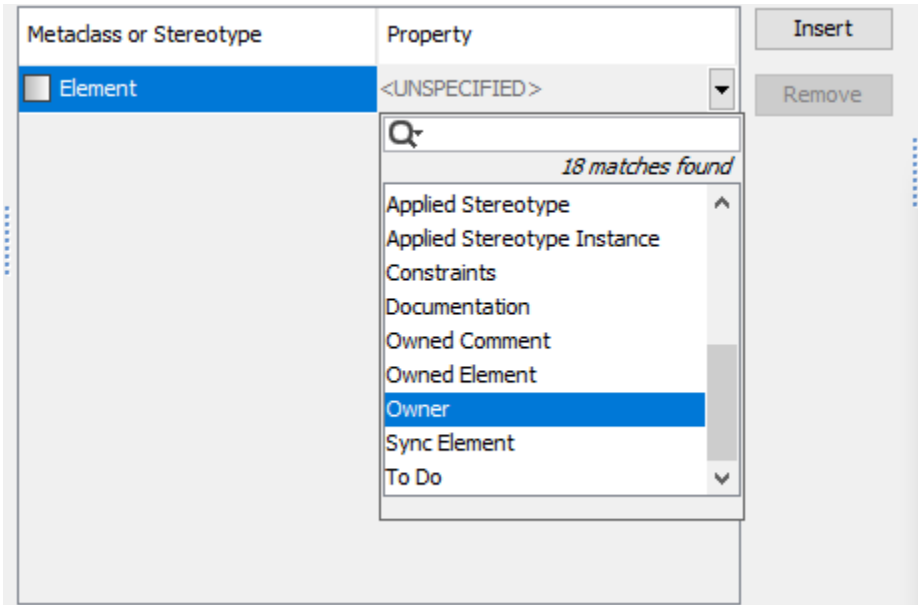 Metaclass or Stereotype Property Insert
Element <UNSPECIFIED> Remove
18 matches found
Applied Stereotype
Applied Stereotype Instance
Constraints
Documentation
Owned Comment
Owned Element
Owner
Sync Element
To Do